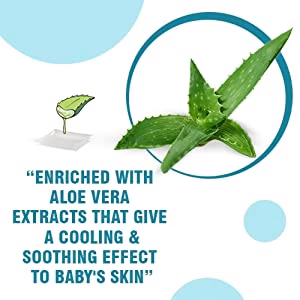 “ENRICHED WITH
ALOE VERA
EXTRACTS THAT GIVE
A COOLING &
SOOTHING EFFECT
TO BABY'S SKIN”